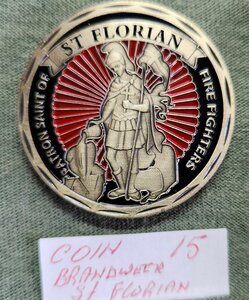 ST FLORIAN
PATRON SAINT OF
FIRE FIGHTERS
COIN 15
BRANDWEER
St FLORIAN